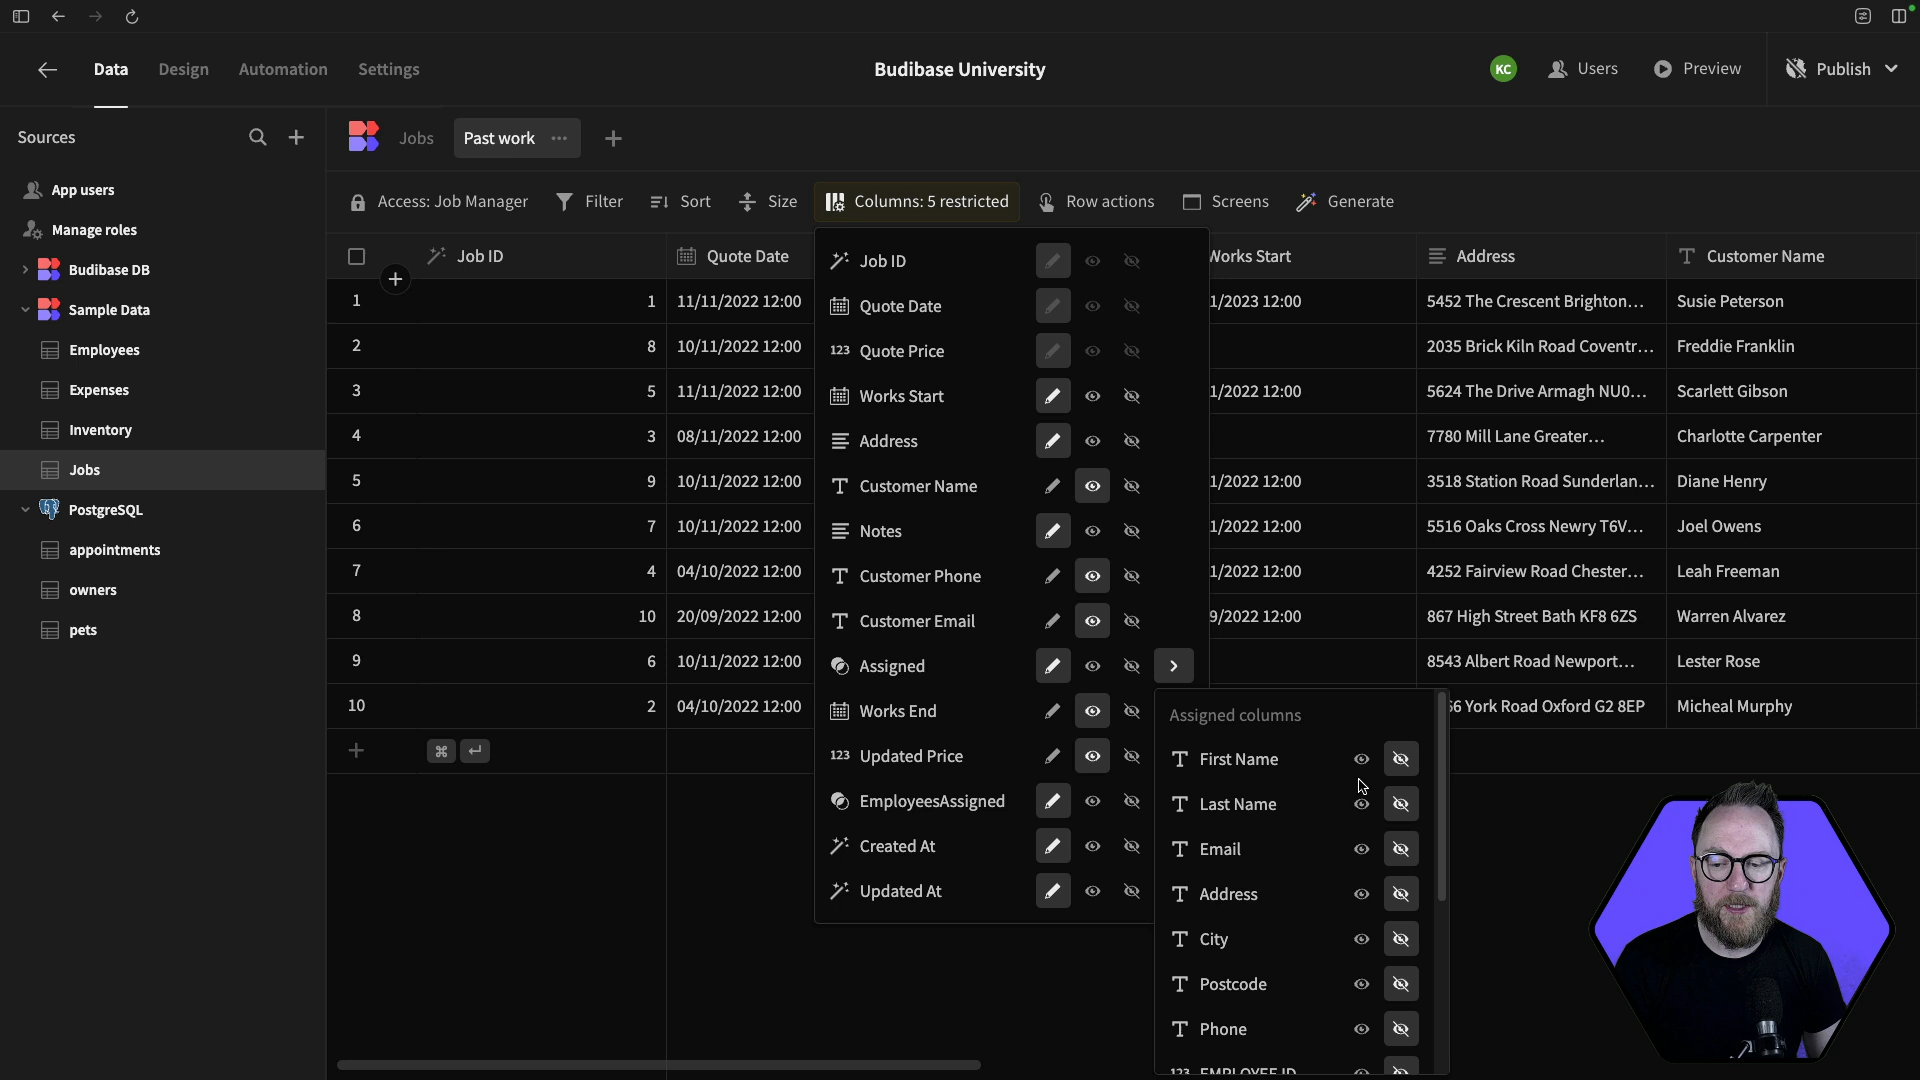 Data
Design
Automation
Settings
Budibase University
KC
Users
Preview
Publish
Sources
Jobs
Past work
App users
Manage roles
Budibase DB
Sample Data
Employees
Expenses
Inventory
Jobs
PostgreSQL
appointments
owners
pets
Access: Job Manager
Filter
Sort
Size
Columns: 5 restricted
Row actions
Screens
Generate
Job ID
Quote Date
Works Start
Address
Customer Name
1 1 11/11/2022 12:00 1/2023 12:00 5452 The Crescent Brighton... Susie Peterson
2 8 10/11/2022 12:00 2035 Brick Kiln Road Coventr... Freddie Franklin
3 5 11/11/2022 12:00 1/2022 12:00 5624 The Drive Armagh NU0... Scarlett Gibson
4 3 08/11/2022 12:00 7780 Mill Lane Greater... Charlotte Carpenter
5 9 10/11/2022 12:00 1/2022 12:00 3518 Station Road Sunderlan... Diane Henry
6 7 10/11/2022 12:00 1/2022 12:00 5516 Oaks Cross Newry T6V... Joel Owens
7 4 04/10/2022 12:00 1/2022 12:00 4252 Fairview Road Chester... Leah Freeman
8 10 20/09/2022 12:00 9/2022 12:00 867 High Street Bath KF8 6ZS Warren Alvarez
9 6 10/11/2022 12:00 8543 Albert Road Newport... Lester Rose
10 2 04/10/2022 12:00 66 York Road Oxford G2 8EP Micheal Murphy
⌘ ↵
Job ID
Quote Date
123 Quote Price
Works Start
Address
Customer Name
Notes
Customer Phone
Customer Email
Assigned
Works End
123 Updated Price
EmployeesAssigned
Created At
Updated At
Assigned columns
First Name
Last Name
Email
Address
City
Postcode
Phone
123 EMPLOYEE ID